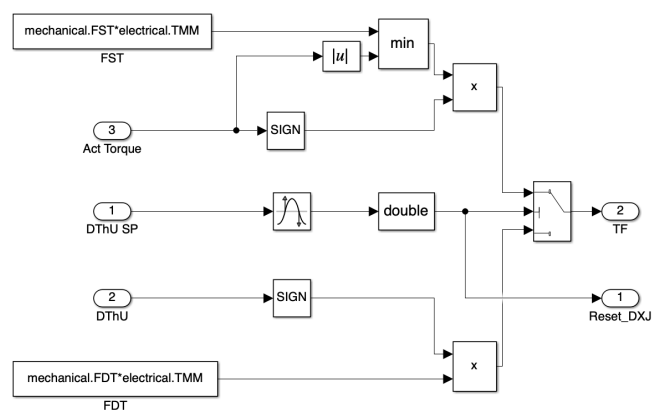 mechanical.FST*electrical.TMM
FST
|u|
min
x
3
Act Torque
SIGN
1
DThU SP
double
2
TF
2
DThU
SIGN
1
Reset_DXJ
x
mechanical.FDT*electrical.TMM
FDT